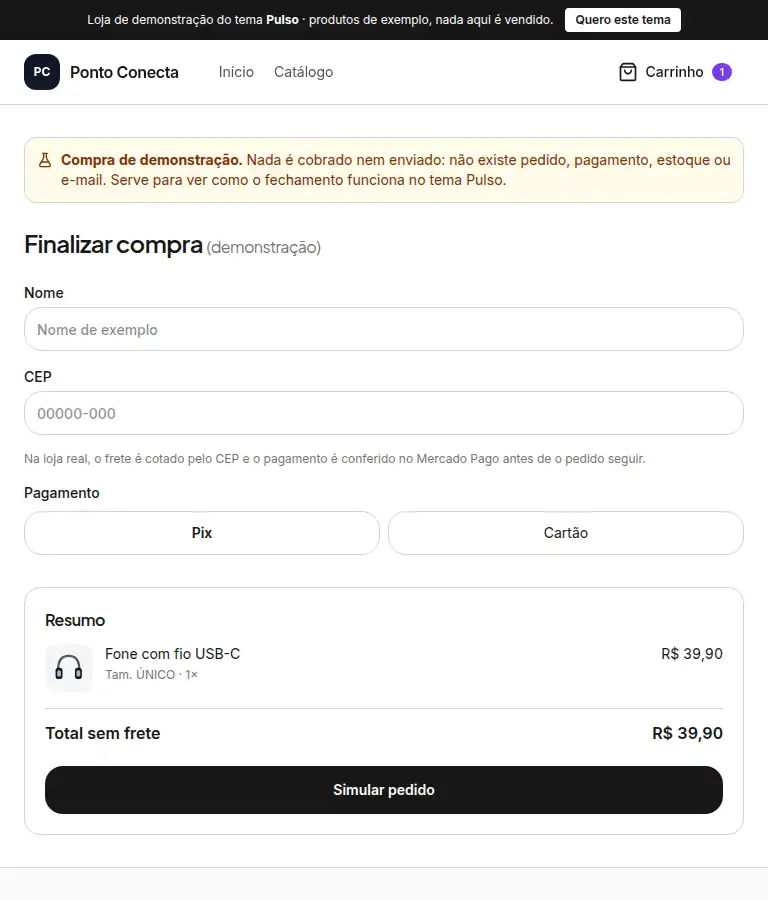 Loja de demonstração do tema Pulso · produtos de exemplo, nada aqui é vendido. Quero este tema
PC Ponto Conecta Início Catálogo Carrinho 1
Compra de demonstração. Nada é cobrado nem enviado: não existe pedido, pagamento, estoque ou
e-mail. Serve para ver como o fechamento funciona no tema Pulso.
Finalizar compra (demonstração)
Nome
Nome de exemplo
CEP
00000-000
Na loja real, o frete é cotado pelo CEP e o pagamento é conferido no Mercado Pago antes de o pedido seguir.
Pagamento
Pix Cartão
Resumo
Fone com fio USB-C R$ 39,90
Tam. ÚNICO · 1×
Total sem frete R$ 39,90
Simular pedido